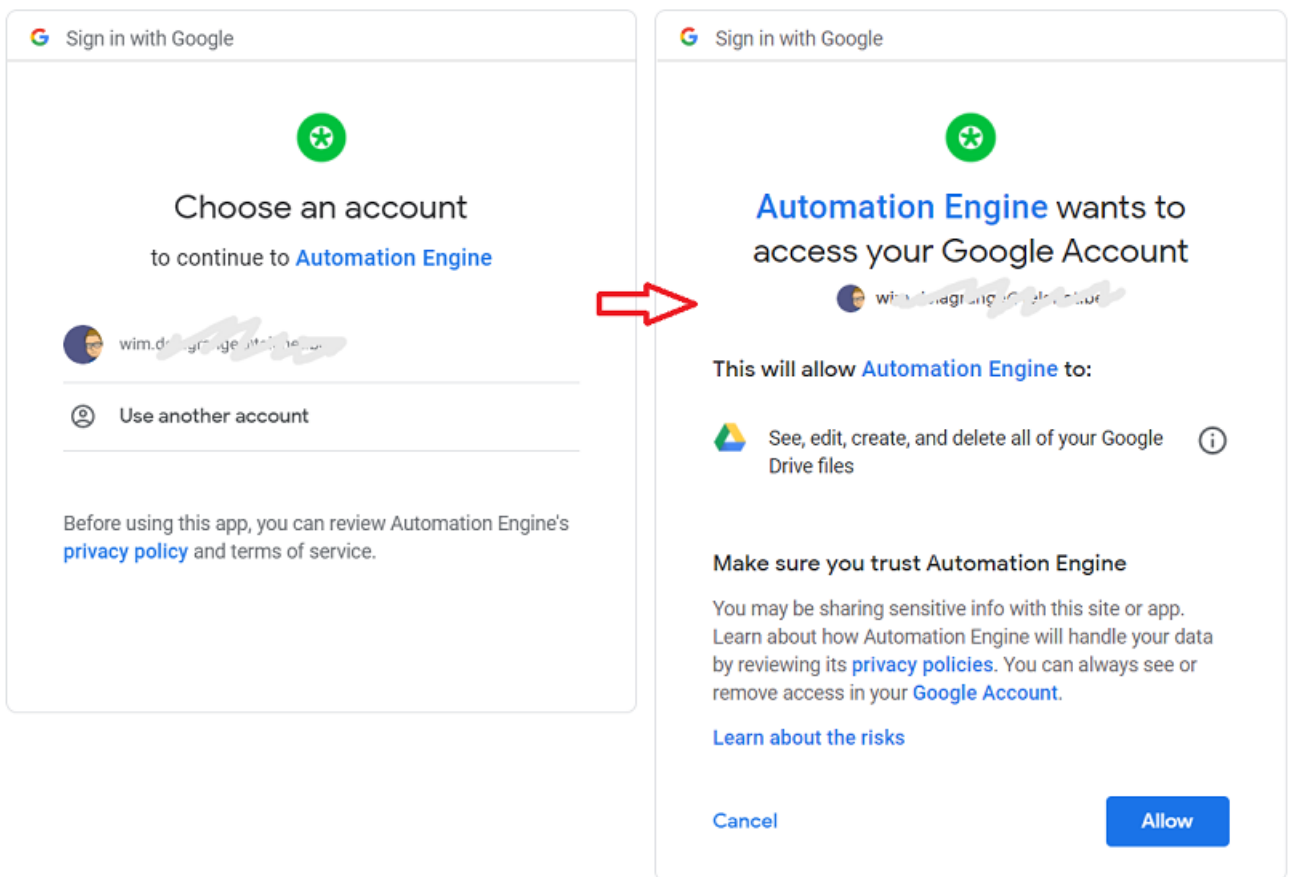 Sign in with Google
Choose an account
to continue to Automation Engine
Use another account
Before using this app, you can review Automation Engine's
privacy policy and terms of service.
Sign in with Google
Automation Engine wants to
access your Google Account
This will allow Automation Engine to:
See, edit, create, and delete all of your Google
Drive files
Make sure you trust Automation Engine
You may be sharing sensitive info with this site or app.
Learn about how Automation Engine will handle your data
by reviewing its privacy policies. You can always see or
remove access in your Google Account.
Learn about the risks
Cancel
Allow